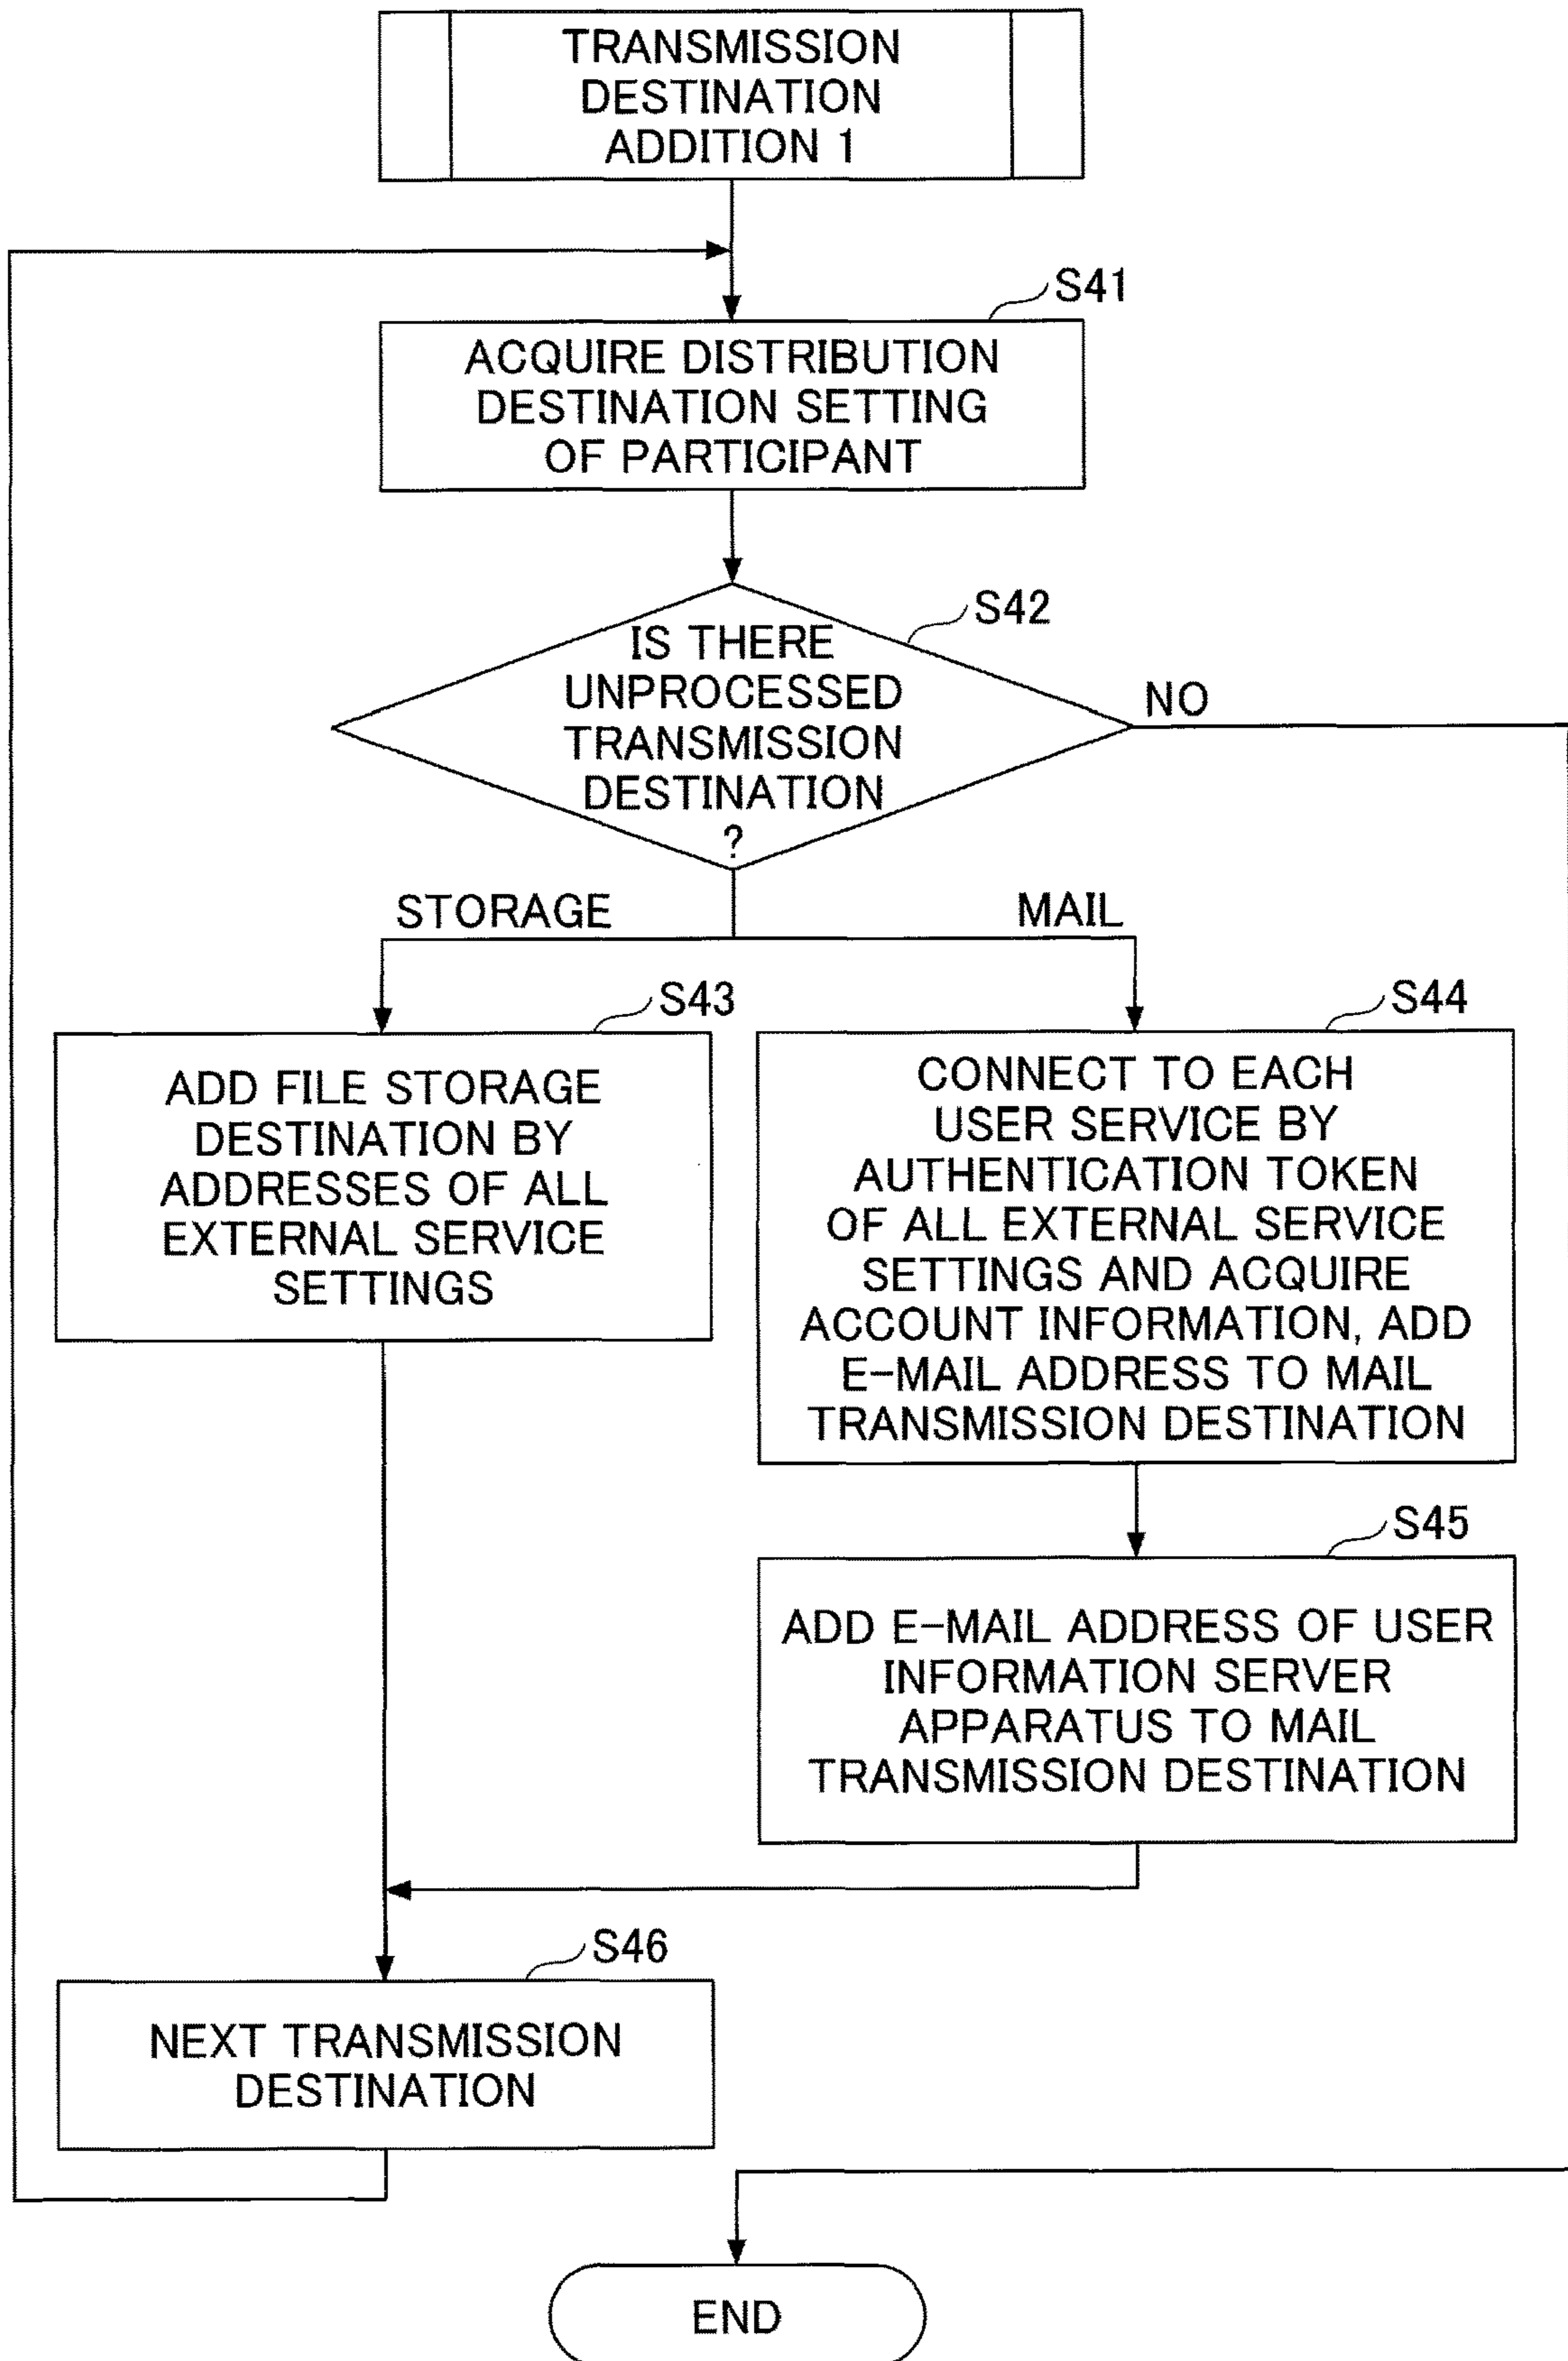 TRANSMISSION
DESTINATION
ADDITION 1
S41
ACQUIRE DISTRIBUTION
DESTINATION SETTING
OF PARTICIPANT
S42
IS THERE
UNPROCESSED
TRANSMISSION
DESTINATION
?
NO
STORAGE
MAIL
S43
ADD FILE STORAGE
DESTINATION BY
ADDRESSES OF ALL
EXTERNAL SERVICE
SETTINGS
S44
CONNECT TO EACH
USER SERVICE BY
AUTHENTICATION TOKEN
OF ALL EXTERNAL SERVICE
SETTINGS AND ACQUIRE
ACCOUNT INFORMATION, ADD
E-MAIL ADDRESS TO MAIL
TRANSMISSION DESTINATION
S45
ADD E-MAIL ADDRESS OF USER
INFORMATION SERVER
APPARATUS TO MAIL
TRANSMISSION DESTINATION
S46
NEXT TRANSMISSION
DESTINATION
END